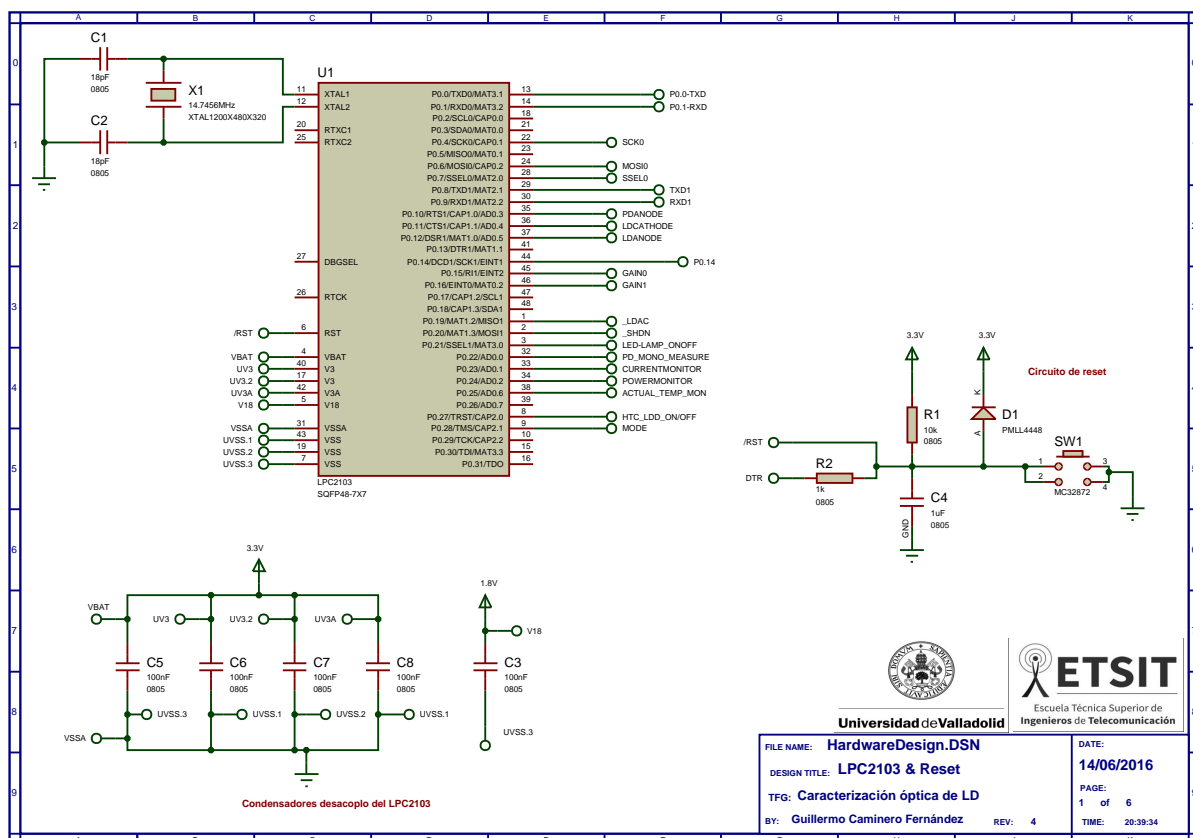 A B C D E F G H J K
0
1
2
3
4
5
6
7
8
9
C1
18pF
0805
X1
14.7456MHz
XTAL1200X480X320
C2
18pF
0805
U1
11 XTAL1
12 XTAL2
20 RTXC1
25 RTXC2
27 DBGSEL
26 RTCK
/RST 6 RST
VBAT 4 VBAT
UV3 40 V3
UV3.2 17 V3
UV3A 42 V3A
V18 5 V18
VSSA 31 VSSA
UVSS.1 43 VSS
UVSS.2 19 VSS
UVSS.3 7 VSS
P0.0/TXD0/MAT3.1 13 P0.0-TXD
P0.1/RXD0/MAT3.2 14 P0.1-RXD
P0.2/SCL0/CAP0.0 18
P0.3/SDA0/MAT0.0 21
P0.4/SCK0/CAP0.1 22 SCK0
P0.5/MISO0/MAT0.1 23
P0.6/MOSI0/CAP0.2 24 MOSI0
P0.7/SSEL0/MAT2.0 28 SSEL0
P0.8/TXD1/MAT2.1 29 TXD1
P0.9/RXD1/MAT2.2 30 RXD1
P0.10/RTS1/CAP1.0/AD0.3 35 PDANODE
P0.11/CTS1/CAP1.1/AD0.4 36 LDCATHODE
P0.12/DSR1/MAT1.0/AD0.5 37 LDANODE
P0.13/DTR1/MAT1.1 41
P0.14/DCD1/SCK1/EINT1 44 P0.14
P0.15/RI1/EINT2 45 GAIN0
P0.16/EINT0/MAT0.2 46 GAIN1
P0.17/CAP1.2/SCL1 47
P0.18/CAP1.3/SDA1 48
P0.19/MAT1.2/MISO1 1 _LDAC
P0.20/MAT1.3/MOSI1 2 _SHDN
P0.21/SSEL1/MAT3.0 3 LED-LAMP_ONOFF
P0.22/AD0.0 32 PD_MONO_MEASURE
P0.23/AD0.1 33 CURRENTMONITOR
P0.24/AD0.2 34 POWERMONITOR
P0.25/AD0.6 38 ACTUAL_TEMP_MON
P0.26/AD0.7 39
P0.27/TRST/CAP2.0 8 HTC_LDD_ON/OFF
P0.28/TMS/CAP2.1 9 MODE
P0.29/TCK/CAP2.2 10
P0.30/TDI/MAT3.3 15
P0.31/TDO 16
LPC2103
SQFP48-7X7
3.3V 3.3V
Circuito de reset
R1
10k
0805
K
A
D1
PMLL4448
/RST
DTR
R2
1k
0805
C4
1uF
0805
GND
SW1
1 3
2 4
MC32872
3.3V
VBAT UV3 UV3.2 UV3A
C5
100nF
0805
C6
100nF
0805
C7
100nF
0805
C8
100nF
0805
UVSS.3 UVSS.1 UVSS.2 UVSS.1
VSSA
1.8V
V18
C3
100nF
0805
UVSS.3
Condensadores desacoplo del LPC2103
Universidad de Valladolid
ETSIT
Escuela Técnica Superior de
Ingenieros de Telecomunicación
FILE NAME: HardwareDesign.DSN
DESIGN TITLE: LPC2103 & Reset
TFG: Caracterización óptica de LD
BY: Guillermo Caminero Fernández REV: 4
DATE:
14/06/2016
PAGE:
1 of 6
TIME: 20:39:34